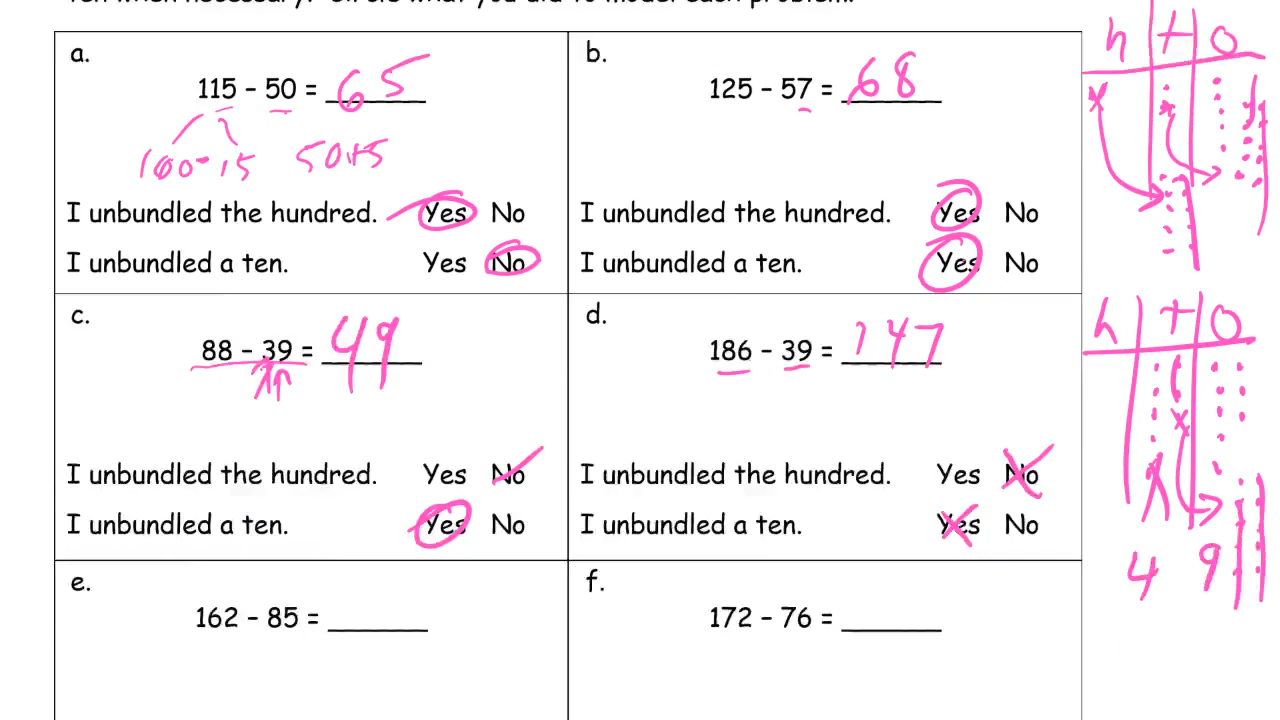 ten when necessary. Circle what you did to model each problem.
a.
115 – 50 = 65
100 - 15 50+15
I unbundled the hundred. Yes No
I unbundled a ten. Yes No
b.
125 – 57 = 68
I unbundled the hundred. Yes No
I unbundled a ten. Yes No
h t o
c.
88 – 39 = 49
I unbundled the hundred. Yes No
I unbundled a ten. Yes No
d.
186 – 39 = 147
I unbundled the hundred. Yes No
I unbundled a ten. Yes No
h t o
4 9
e.
162 – 85 = ______
f.
172 – 76 = ______